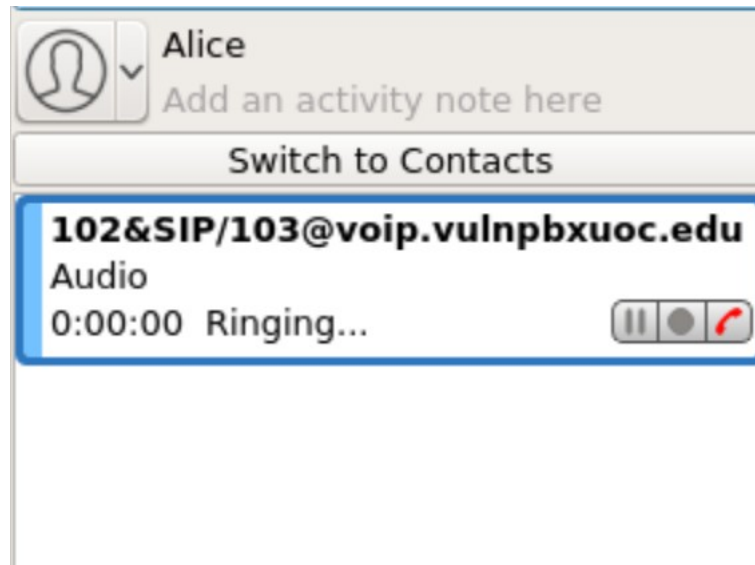 Alice
Add an activity note here
Switch to Contacts
102&SIP/103@voip.vulnpbxuoc.edu
Audio
0:00:00 Ringing...